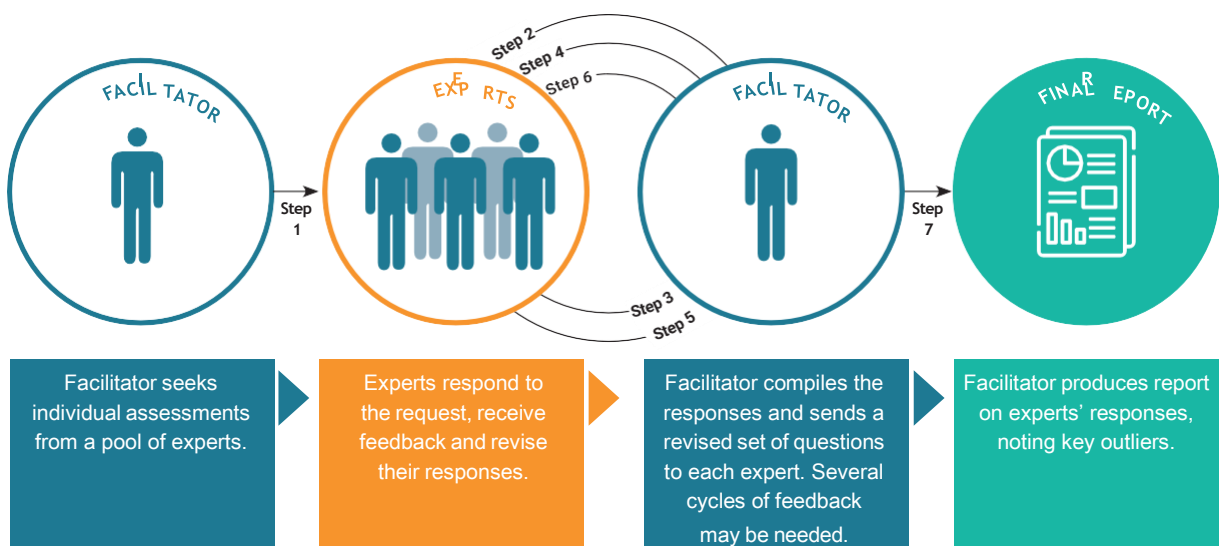 FACILITATOR
EXPERTS
FACILITATOR
FINAL REPORT
Step 2
Step 4
Step 6
Step
1
Step 3
Step 5
Step
7
Facilitator seeks
individual assessments
from a pool of experts.
Experts respond to
the request, receive
feedback and revise
their responses.
Facilitator compiles the
responses and sends a
revised set of questions
to each expert. Several
cycles of feedback
may be needed.
Facilitator produces report
on experts’ responses,
noting key outliers.